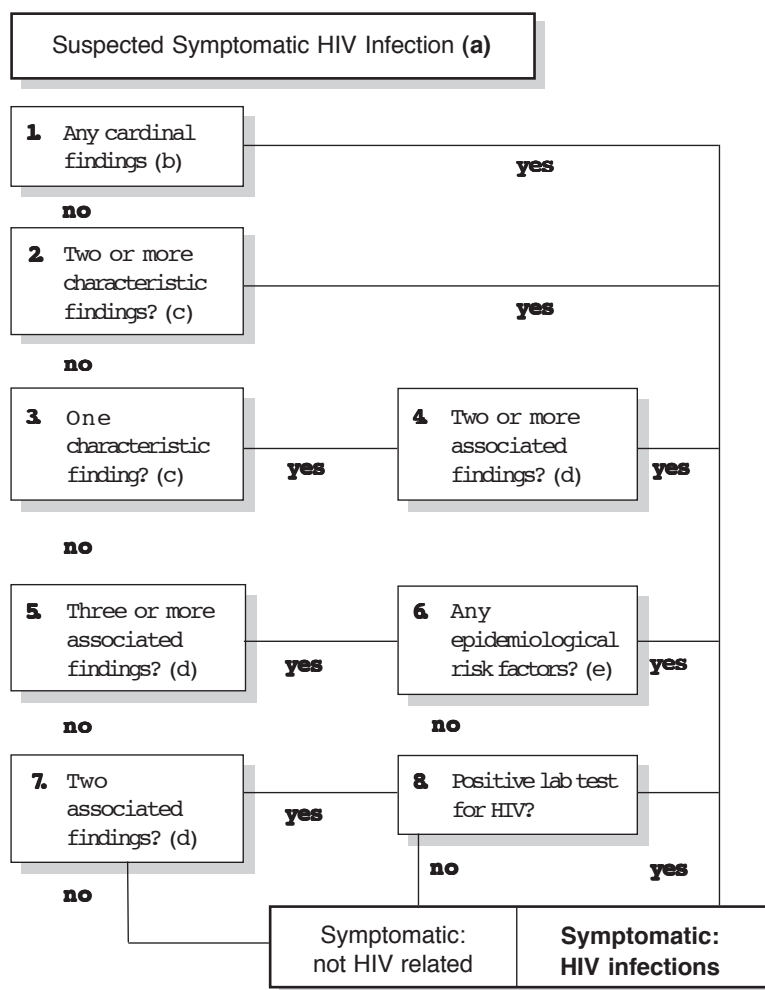 Suspected Symptomatic HIV Infection (a)
1. Any cardinal
findings (b)
yes
no
2. Two or more
characteristic
findings? (c)
yes
no
3. One
characteristic
finding? (c)
yes
4. Two or more
associated
findings? (d)
yes
no
5. Three or more
associated
findings? (d)
yes
6. Any
epidemiological
risk factors? (e)
yes
no
no
7. Two
associated
findings? (d)
yes
8. Positive lab test
for HIV?
no
yes
no
Symptomatic:
not HIV related
Symptomatic:
HIV infections